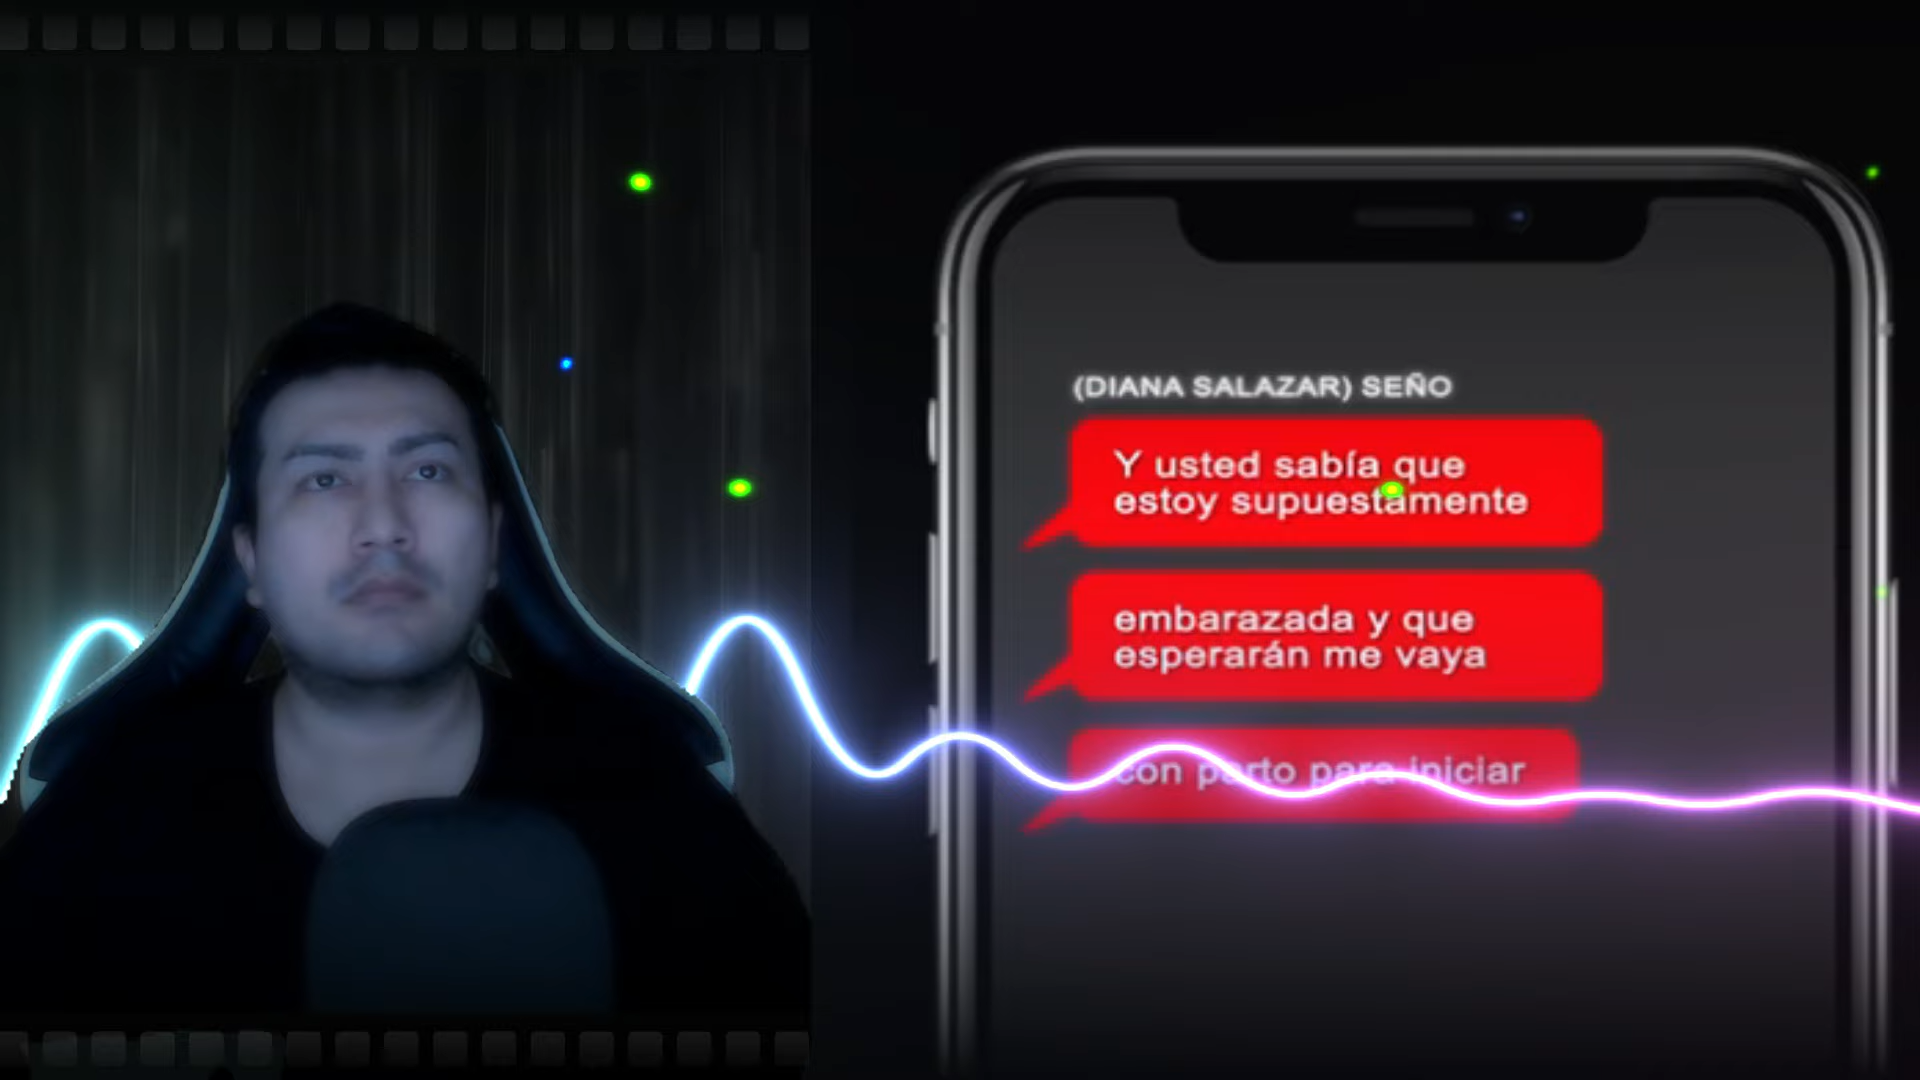 (DIANA SALAZAR) SEÑO
Y usted sabía que
estoy supuestamente
embarazada y que
esperarán me vaya
con parto para iniciar